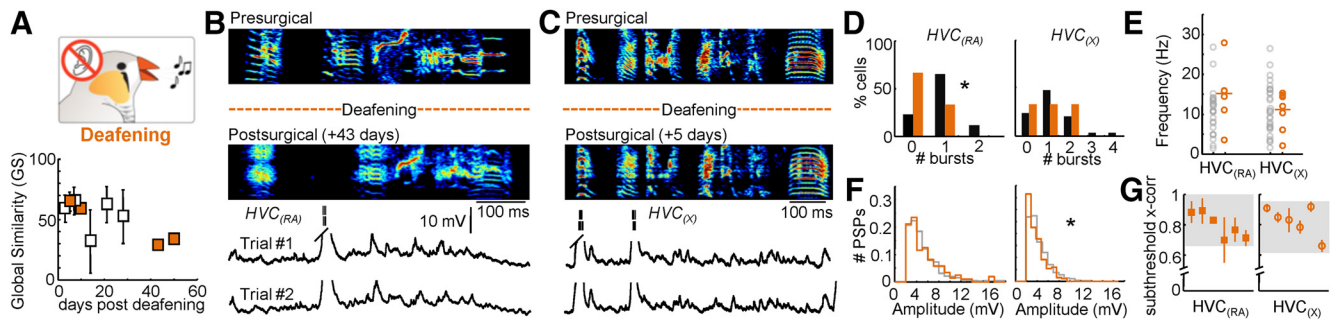 A
Deafening
Global Similarity (GS)
100
50
0
0 20 40 60
days post deafening
B
Presurgical
Deafening
Postsurgical (+43 days)
100 ms
HVC(RA)
10 mV
Trial #1
Trial #2
C
Presurgical
Deafening
Postsurgical (+5 days)
100 ms
HVC(X)
D
HVC(RA) HVC(X)
% cells
100
50
0
*
0 1 2
0 1 2 3 4
# bursts # bursts
E
Frequency (Hz)
30
20
10
0
HVC(RA) HVC(X)
F
# PSPs
0.3
0.2
0.1
0
*
0 4 8 12 16
0 4 8 12 16
Amplitude (mV) Amplitude (mV)
G
subthreshold x-corr
1
0.8
0.6
0
HVC(RA) HVC(X)